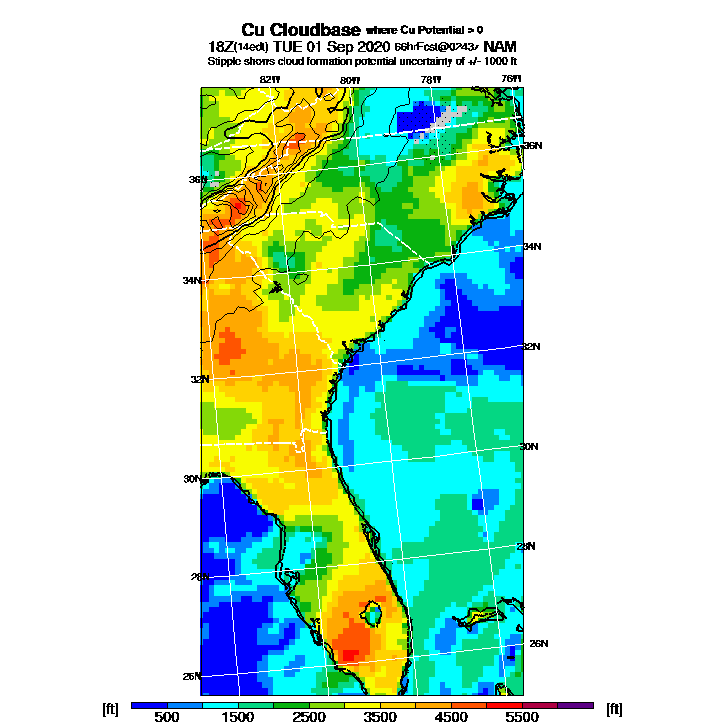 Cu Cloudbase where Cu Potential > 0
18Z(14edt) TUE 01 Sep 2020 66hrFcst@0243z NAM
Stipple shows cloud formation potential uncertainty of +/- 1000 ft
82W 80W 78W 76W
36N
36N
34N
34N
32N
32N
30N
30N
28N
28N
26N
26N
[ft] 500 1500 2500 3500 4500 5500 [ft]